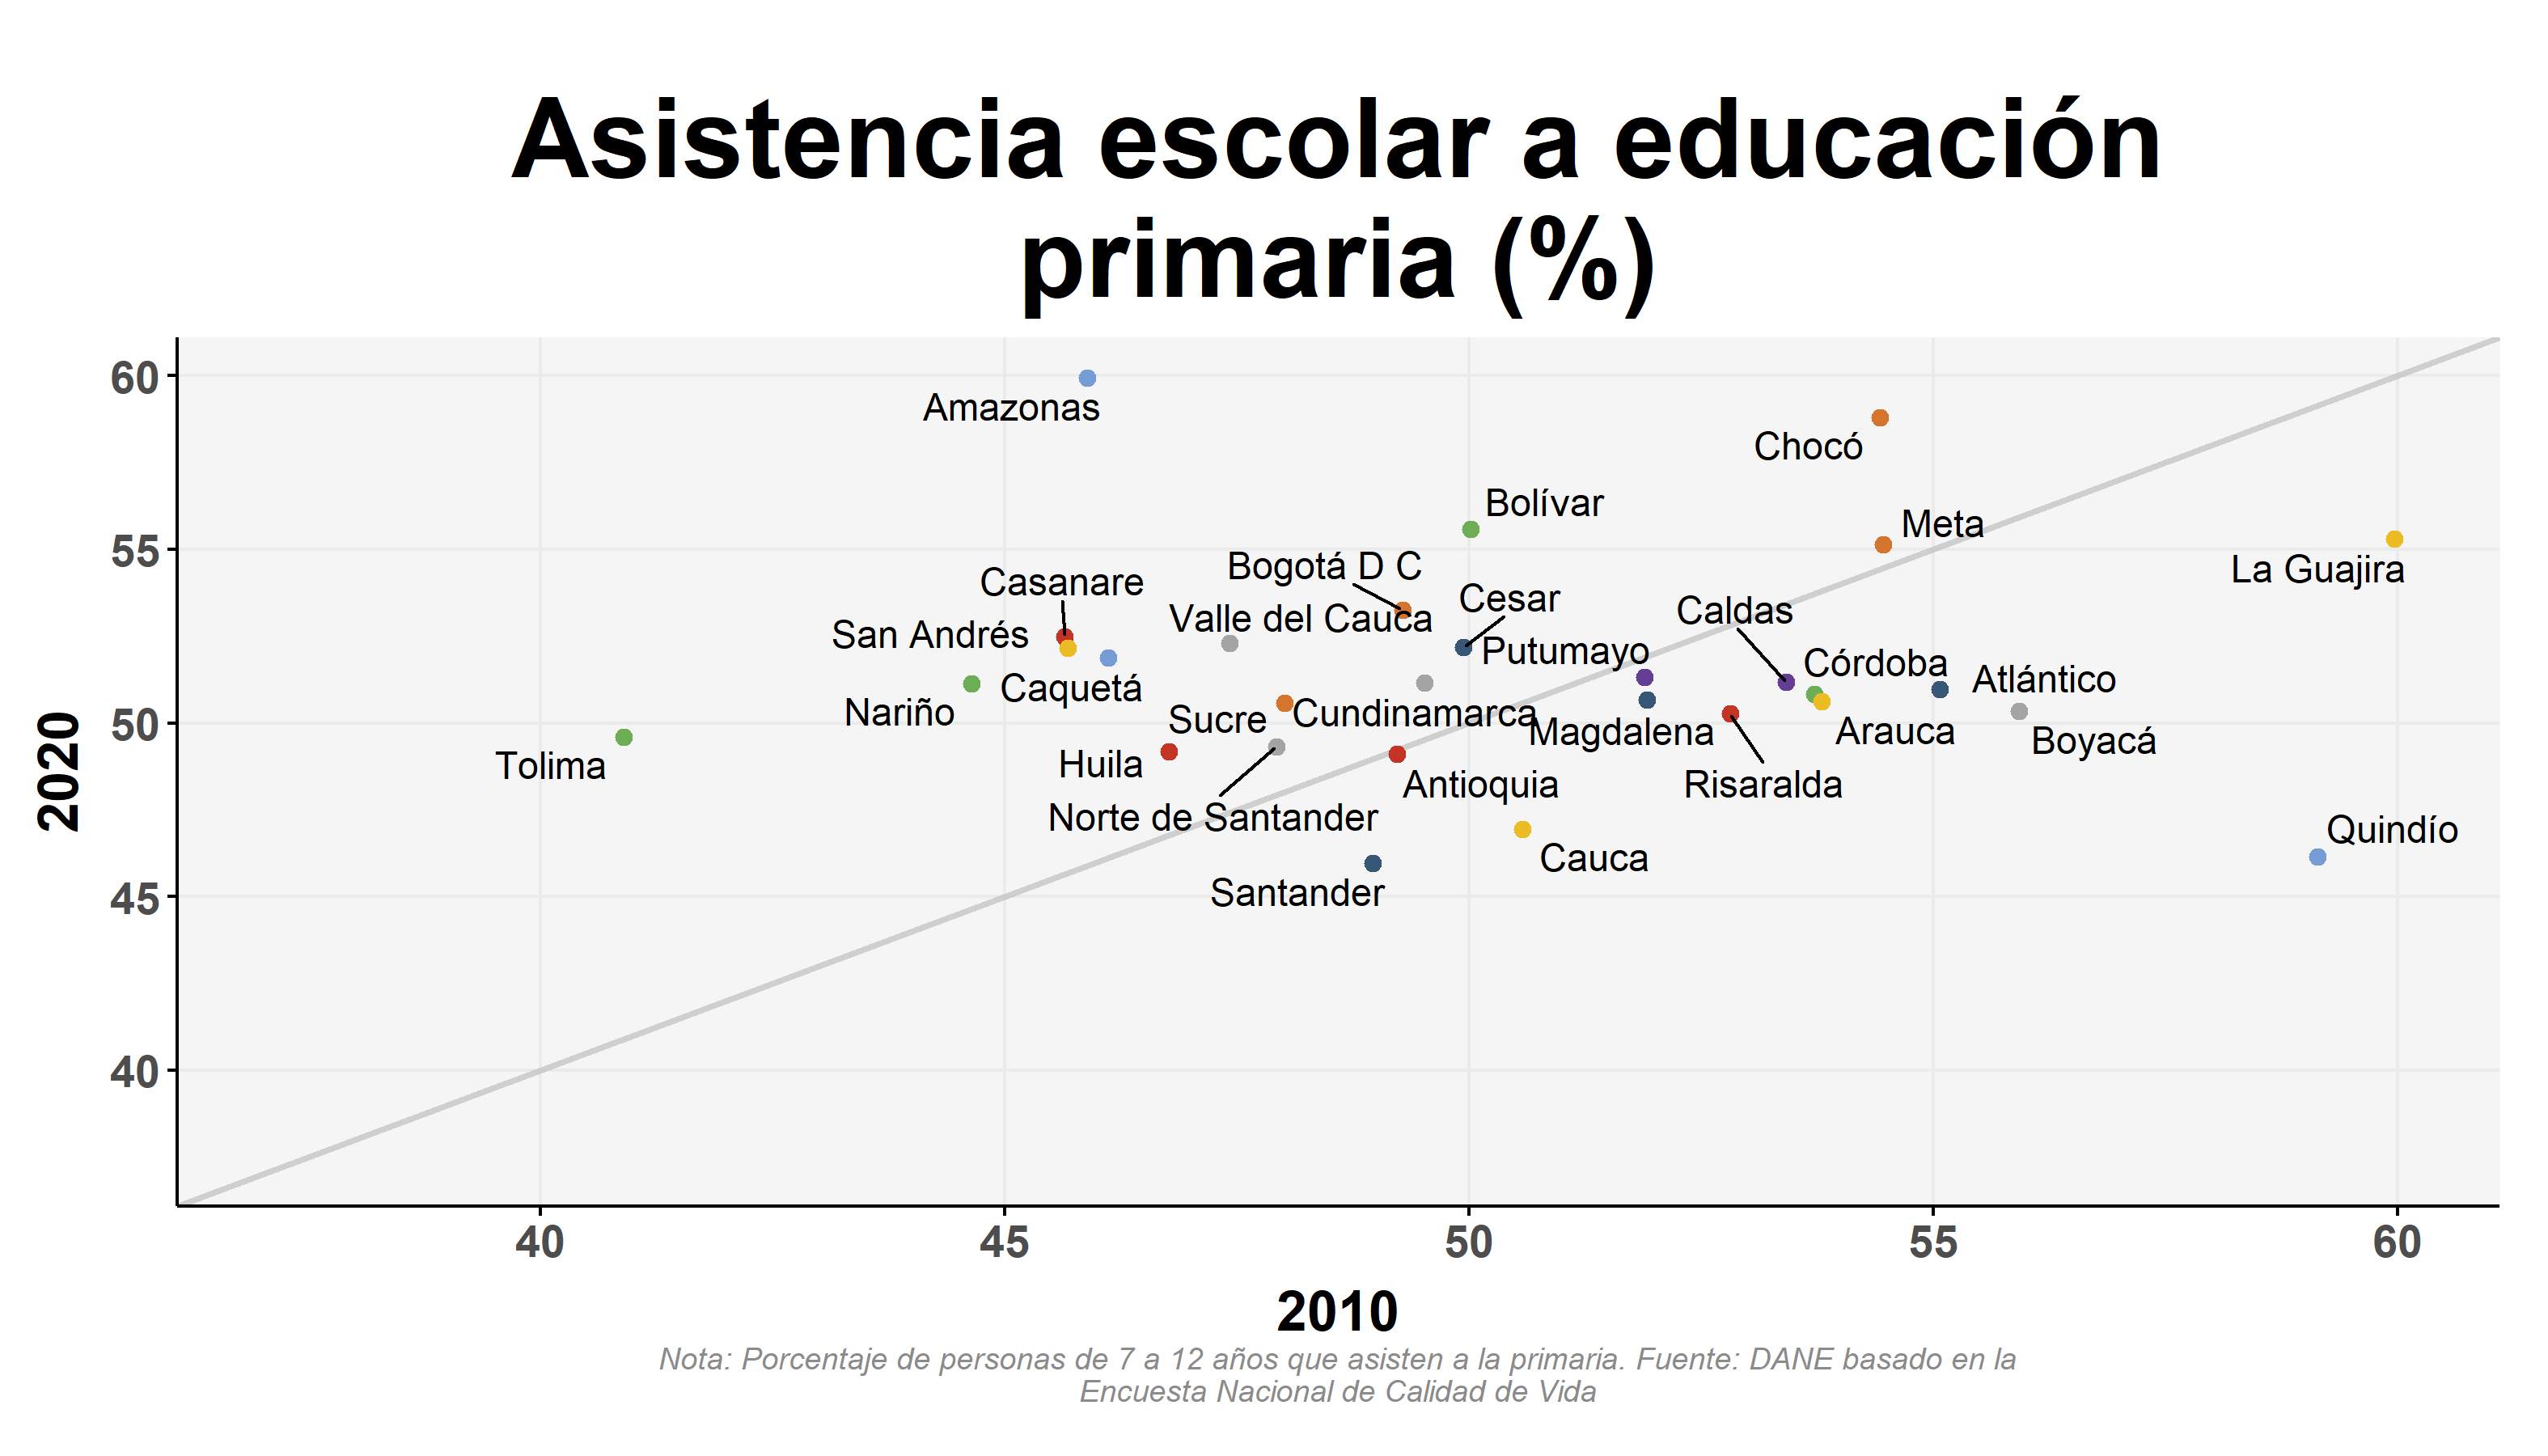 Asistencia escolar a educación
primaria (%)
60
55
50
45
40
2020
Amazonas
Chocó
Bolívar
Meta
La Guajira
Bogotá D C
Casanare
Cesar
Caldas
Valle del Cauca
San Andrés
Putumayo
Córdoba
Atlántico
Caquetá
Nariño
Sucre
Cundinamarca
Magdalena
Arauca
Boyacá
Tolima
Huila
Antioquia
Risaralda
Norte de Santander
Quindío
Cauca
Santander
40
45
50
55
60
2010
Nota: Porcentaje de personas de 7 a 12 años que asisten a la primaria. Fuente: DANE basado en la
Encuesta Nacional de Calidad de Vida